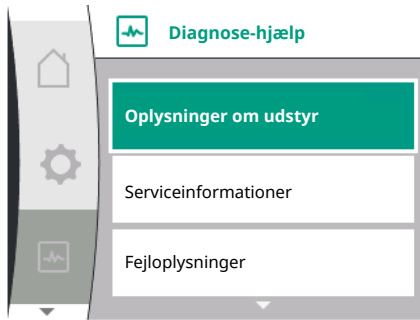 Diagnose-hjælp
Oplysninger om udstyr
Serviceinformationer
Fejloplysninger